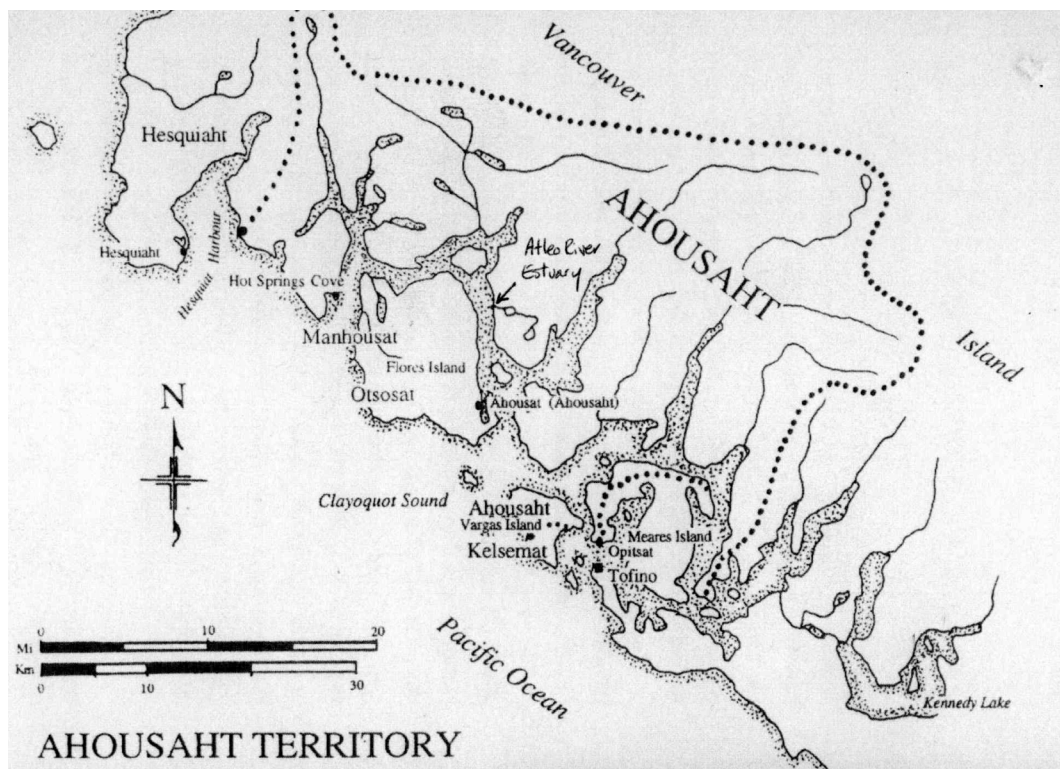 Vancouver
Hesquiaht
AHOUSAHT
Atleo River
Estuary
Hesquiaht
Hesquiat Harbour
Hot Springs Cove
Manhousat
Island
Flores Island
Otsosat
Ahousat (Ahousaht)
N
Clayoquot Sound
Ahousaht
Vargas Island
Kelsemat
Meares Island
Opitsat
Tofino
Pacific Ocean
0 10 20
Mi
Km
0 10 30
Kennedy Lake
AHOUSAHT TERRITORY